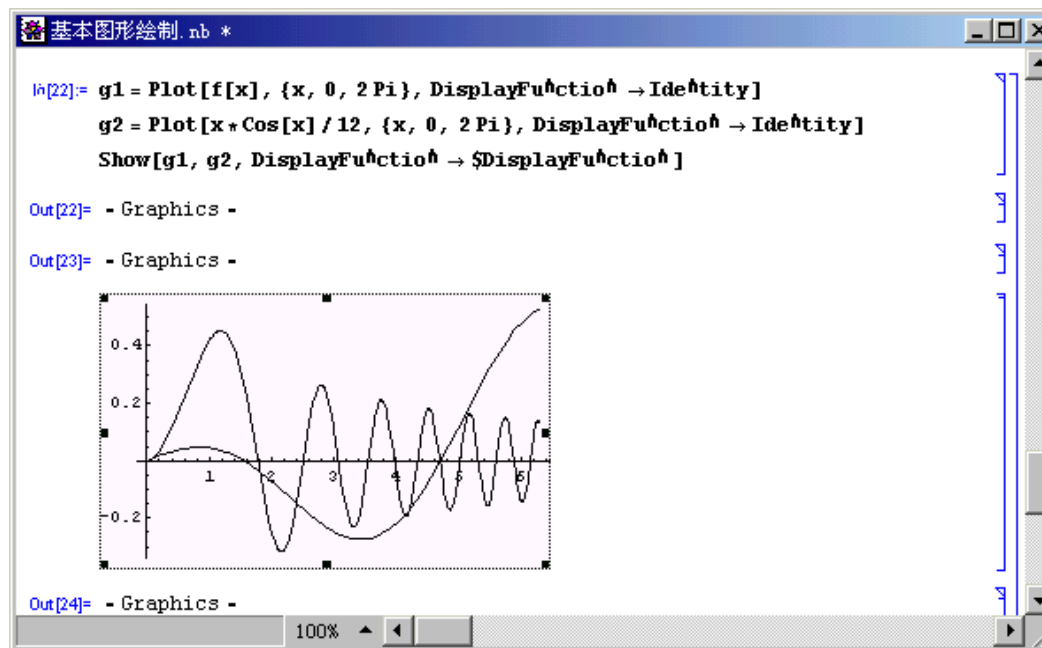 基本图形绘制.nb *
In[22]:= g1 = Plot[f[x], {x, 0, 2 Pi}, DisplayFunction → Identity]
g2 = Plot[x * Cos[x] / 12, {x, 0, 2 Pi}, DisplayFunction → Identity]
Show[g1, g2, DisplayFunction → $DisplayFunction]
Out[22]= - Graphics -
Out[23]= - Graphics -
0.4
0.2
1 2 3 4 5 6
-0.2
Out[24]= - Graphics -
100%